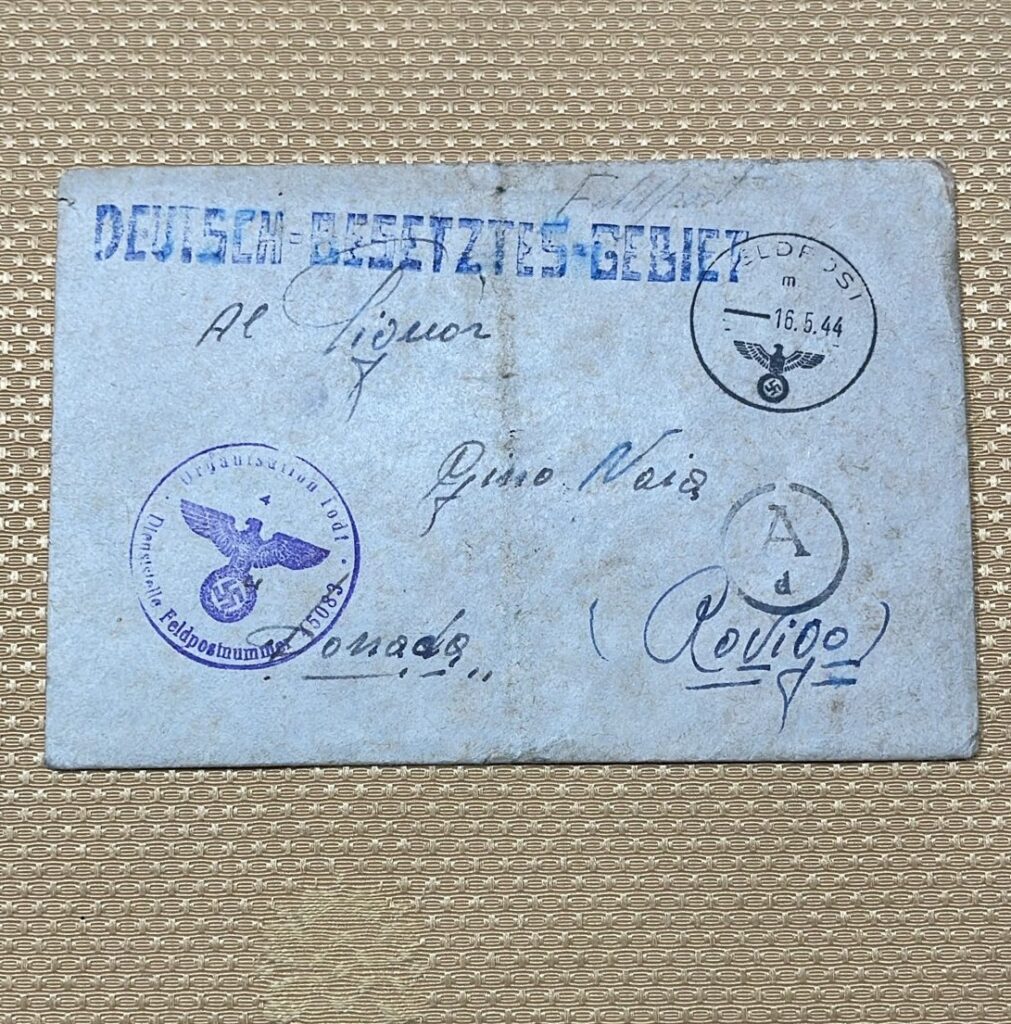 Feldpost
DEUTSCH=BESETZTES=GEBIET
FELDPOST
m
16.5.44
Al Signor
Gino Naia
A
d
Organisation Todt
4
Dienststelle Feldpostnummer 15083
Donada
(Rovigo)